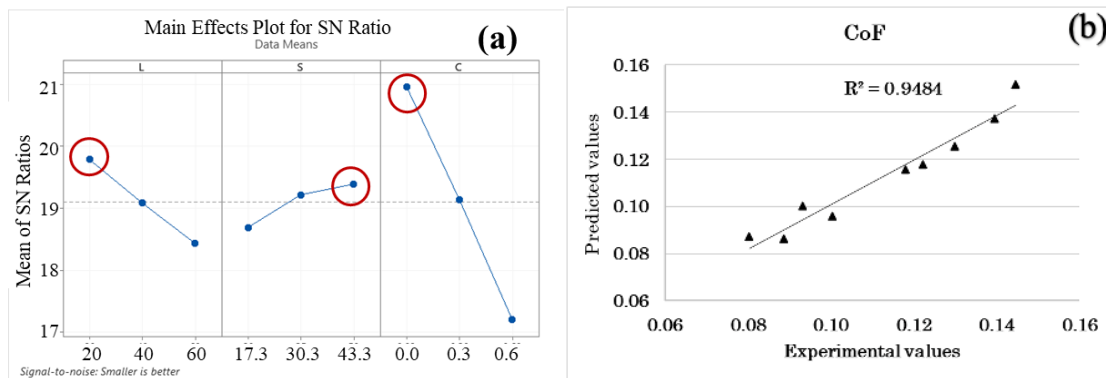 Main Effects Plot for SN Ratio
(a)
Data Means
L S C
21
20
19
18
17
Mean of SN Ratios
20 40 60 17.3 30.3 43.3 0.0 0.3 0.6
Signal-to-noise: Smaller is better
CoF
(b)
0.16
0.14
0.12
0.10
0.08
0.06
R² = 0.9484
Predicted values
0.06 0.08 0.10 0.12 0.14 0.16
Experimental values